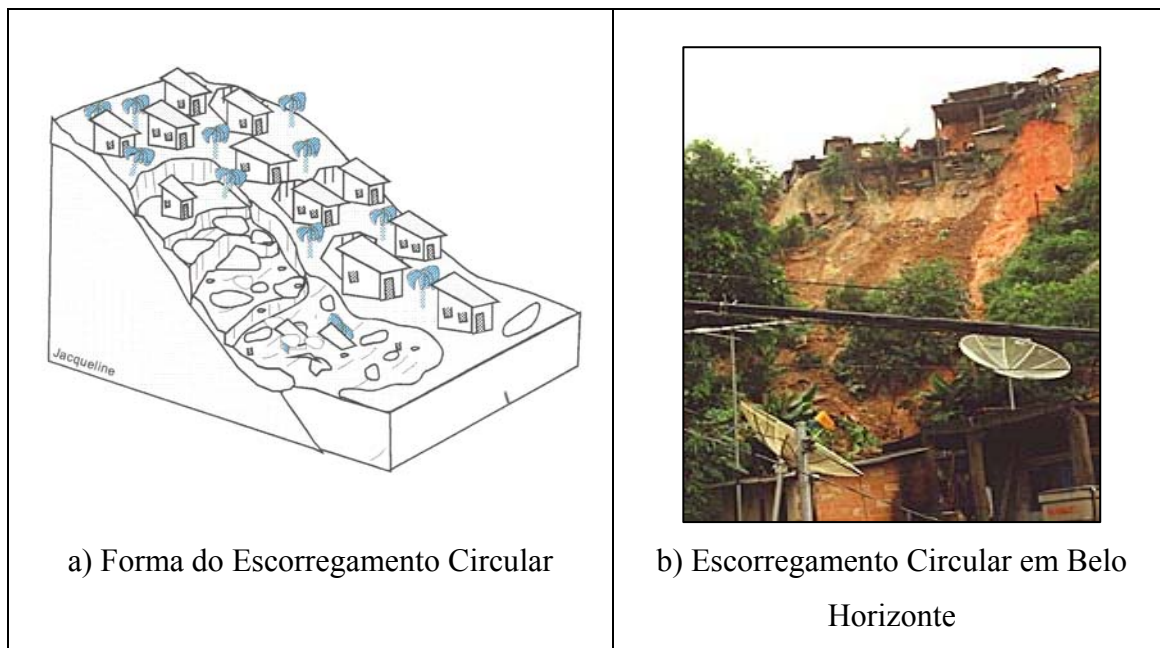 Jacqueline
a) Forma do Escorregamento Circular
b) Escorregamento Circular em Belo
Horizonte